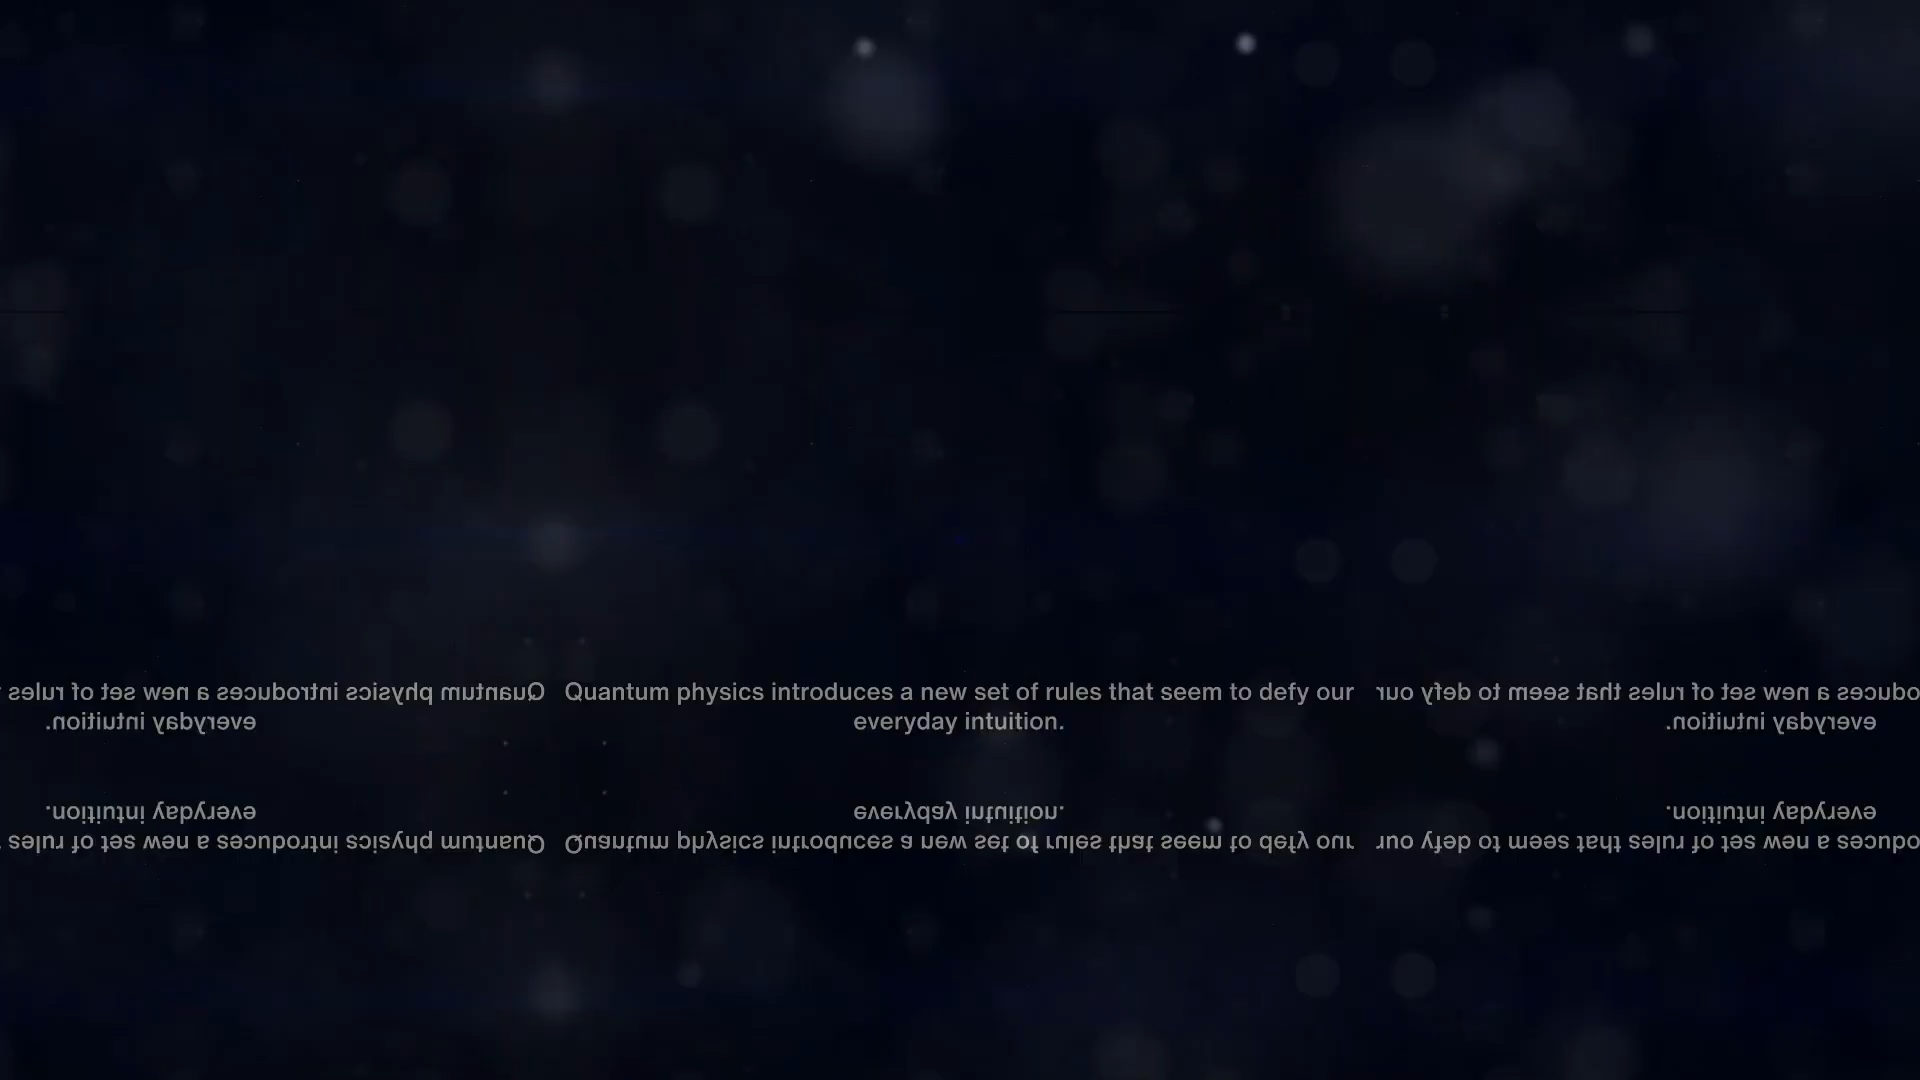 Quantum physics introduces a new set of rules that seem to defy our
everyday intuition.